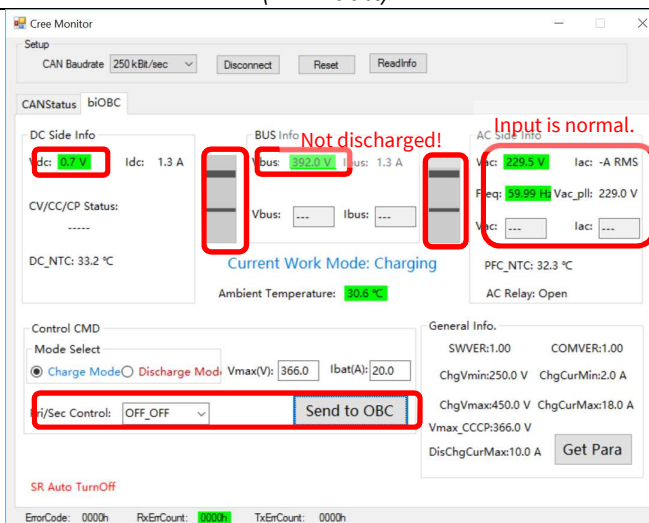 Cree Monitor
Setup
CAN Baudrate 250 kBit/sec Disconnect Reset ReadInfo
CANStatus biOBC
DC Side Info BUS Info AC Side Info
Not discharged! Input is normal.
Vdc: 0.7 V Idc: 1.3 A Vbus: 392.0 V Ibus: 1.3 A Vac: 229.5 V Iac: -A RMS
Freq: 59.99 Hz Vac_pll: 229.0 V
CV/CC/CP Status: Vbus: --- Ibus: --- Vac: --- Iac: ---
-----
DC_NTC: 33.2 ℃ Current Work Mode: Charging PFC_NTC: 32.3 ℃
Ambient Temperature: 30.6 ℃ AC Relay: Open
Control CMD General Info.
Mode Select SWVER:1.00 COMVER:1.00
Charge Mode Discharge Mode Vmax(V): 366.0 Ibat(A): 20.0 ChgVmin:250.0 V ChgCurMin:2.0 A
Pri/Sec Control: OFF_OFF Send to OBC ChgVmax:450.0 V ChgCurMax:18.0 A
Vmax_CCCP:366.0 V
DisChgCurMax:10.0 A Get Para
SR Auto TurnOff
ErrorCode: 0000h RxErrCount: 0000h TxErrCount: 0000h